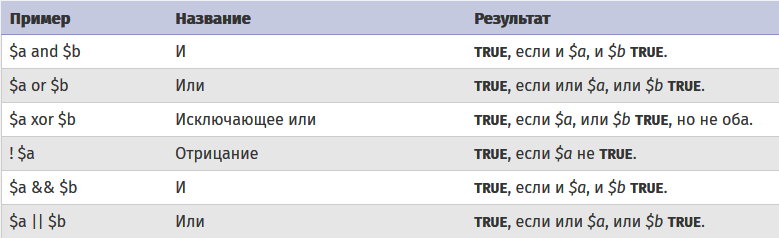 Пример Название Результат
$a and $b И TRUE, если и $a, и $b TRUE.
$a or $b Или TRUE, если или $a, или $b TRUE.
$a xor $b Исключающее или TRUE, если $a, или $b TRUE, но не оба.
! $a Отрицание TRUE, если $a не TRUE.
$a && $b И TRUE, если и $a, и $b TRUE.
$a || $b Или TRUE, если или $a, или $b TRUE.